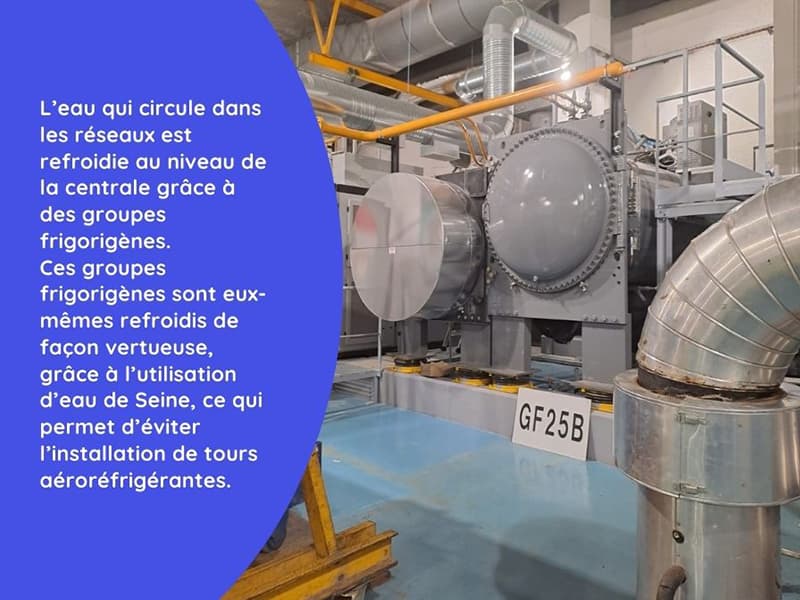 L’eau qui circule dans
les réseaux est
refroidie au niveau de
la centrale grâce à
des groupes
frigorigènes.
Ces groupes
frigorigènes sont eux-
mêmes refroidis de
façon vertueuse,
grâce à l’utilisation
d’eau de Seine, ce qui
permet d’éviter
l’installation de tours
aéroréfrigérantes.
GF25B